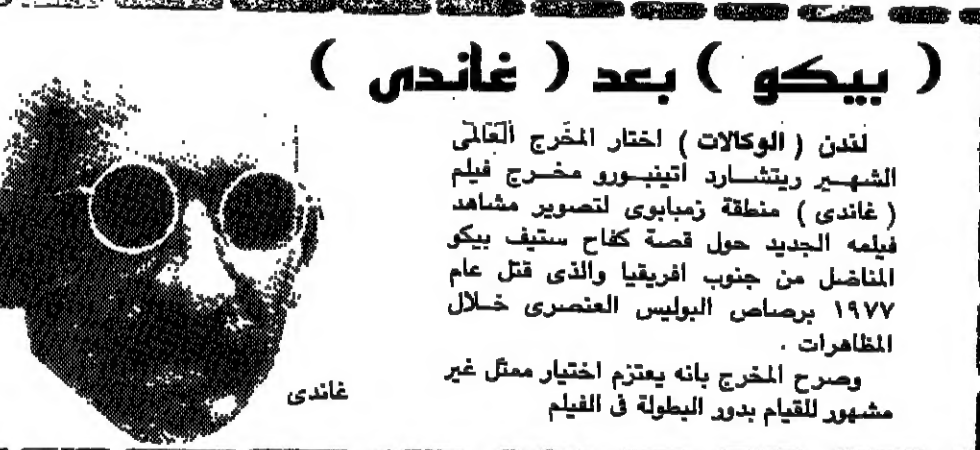 ( بيكو ) بعد ( غاندى )
لندن ( الوكالات ) اختار المخرج العالمى
الشهير ريتشارد اتينبورو مخرج فيلم
( غاندى ) منطقة زمبابوى لتصوير مشاهد
فيلمه الجديد حول قصة كفاح ستيف بيكو
المناضل من جنوب افريقيا والذى قتل عام
١٩٧٧ برصاص البوليس العنصرى خلال
المظاهرات .
وصرح المخرج بانه يعتزم اختيار ممثل غير
مشهور للقيام بدور البطولة فى الفيلم
غاندى